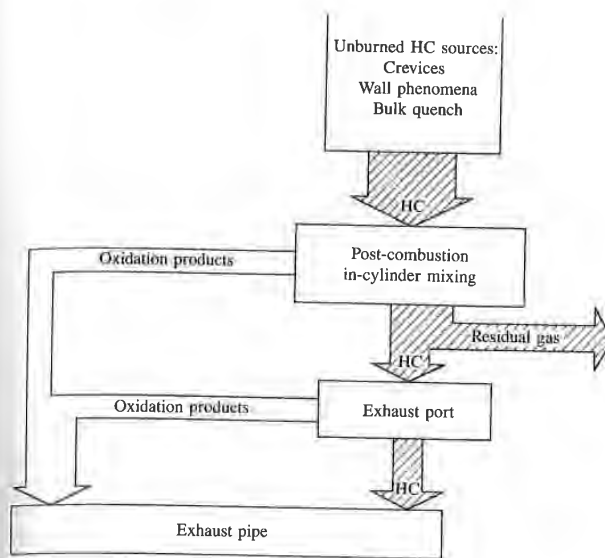 Unburned HC sources:
Crevices
Wall phenomena
Bulk quench
HC
Post-combustion
in-cylinder mixing
Oxidation products
Residual gas
HC
Exhaust port
Oxidation products
HC
Exhaust pipe